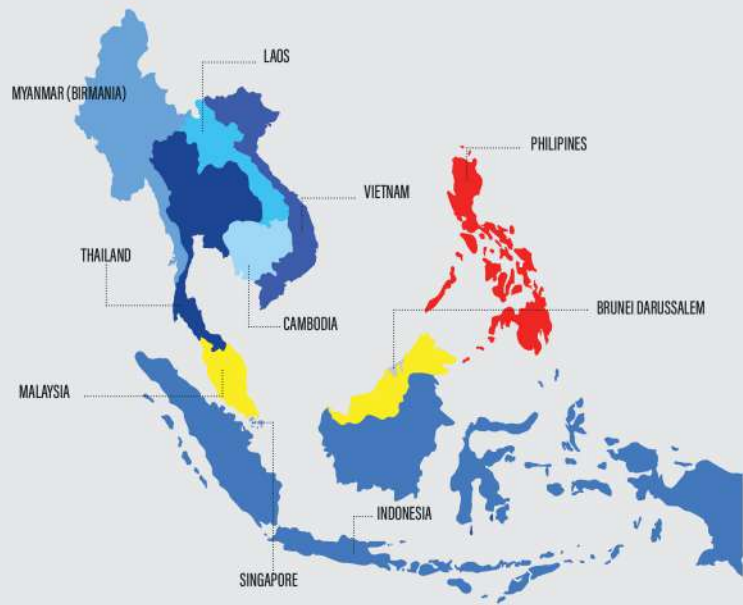 LAOS
MYANMAR (BIRMANIA)
PHILIPINES
VIETNAM
THAILAND
BRUNEI DARUSSALEM
CAMBODIA
MALAYSIA
INDONESIA
SINGAPORE